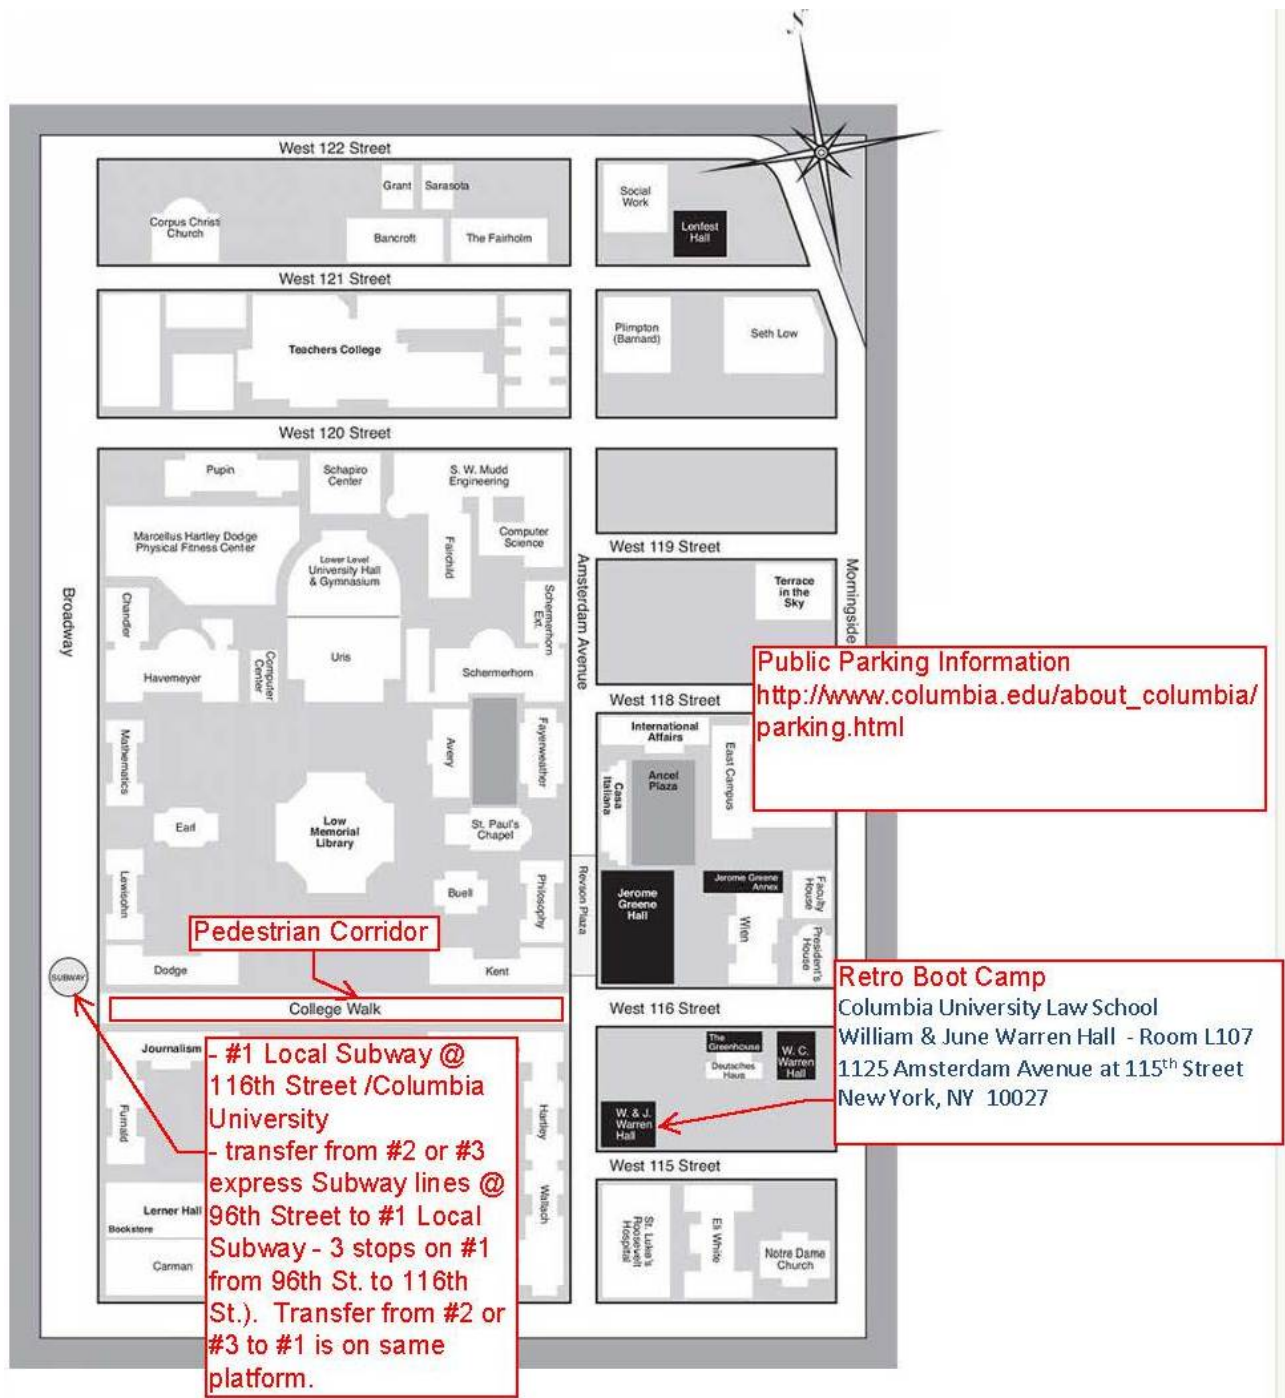 N
West 122 Street
Grant
Sarasota
Corpus Christi
Church
Bancroft
The Fairholm
Social
Work
Lenfest
Hall
West 121 Street
Teachers College
Plimpton
(Barnard)
Seth Low
West 120 Street
Pupin
Schapiro
Center
S. W. Mudd
Engineering
Marcellus Hartley Dodge
Physical Fitness Center
Lower Level
University Hall
& Gymnasium
Fairchild
Computer
Science
West 119 Street
Broadway
Amsterdam Avenue
Morningside
Chandler
Schermerhorn
Ext.
Terrace
in the
Sky
Havemeyer
Computer
Center
Uris
Schermerhorn
West 118 Street
Public Parking Information
http://www.columbia.edu/about_columbia/
parking.html
Mathematics
Avery
Fayerweather
International
Affairs
Casa
Italiana
Ancel
Plaza
East Campus
Earl
Low
Memorial
Library
St. Paul's
Chapel
Lewisohn
Buell
Philosophy
Revson Plaza
Jerome
Greene
Hall
Jerome Greene
Annex
Wien
Faculty
House
President's
House
Pedestrian Corridor
SUBWAY
Dodge
Kent
College Walk
West 116 Street
Retro Boot Camp
Columbia University Law School
William & June Warren Hall - Room L107
1125 Amsterdam Avenue at 115th Street
New York, NY 10027
Journalism
Furnald
Hartley
Wallach
Lerner Hall
Bookstore
Carman
- #1 Local Subway @
116th Street /Columbia
University
- transfer from #2 or #3
express Subway lines @
96th Street to #1 Local
Subway - 3 stops on #1
from 96th St. to 116th
St.). Transfer from #2 or
#3 to #1 is on same
platform.
The
Greenhouse
Deutsches
Haus
W. C.
Warren
Hall
W. & J.
Warren
Hall
West 115 Street
St. Luke's
Roosevelt
Hospital
Eli White
Notre Dame
Church